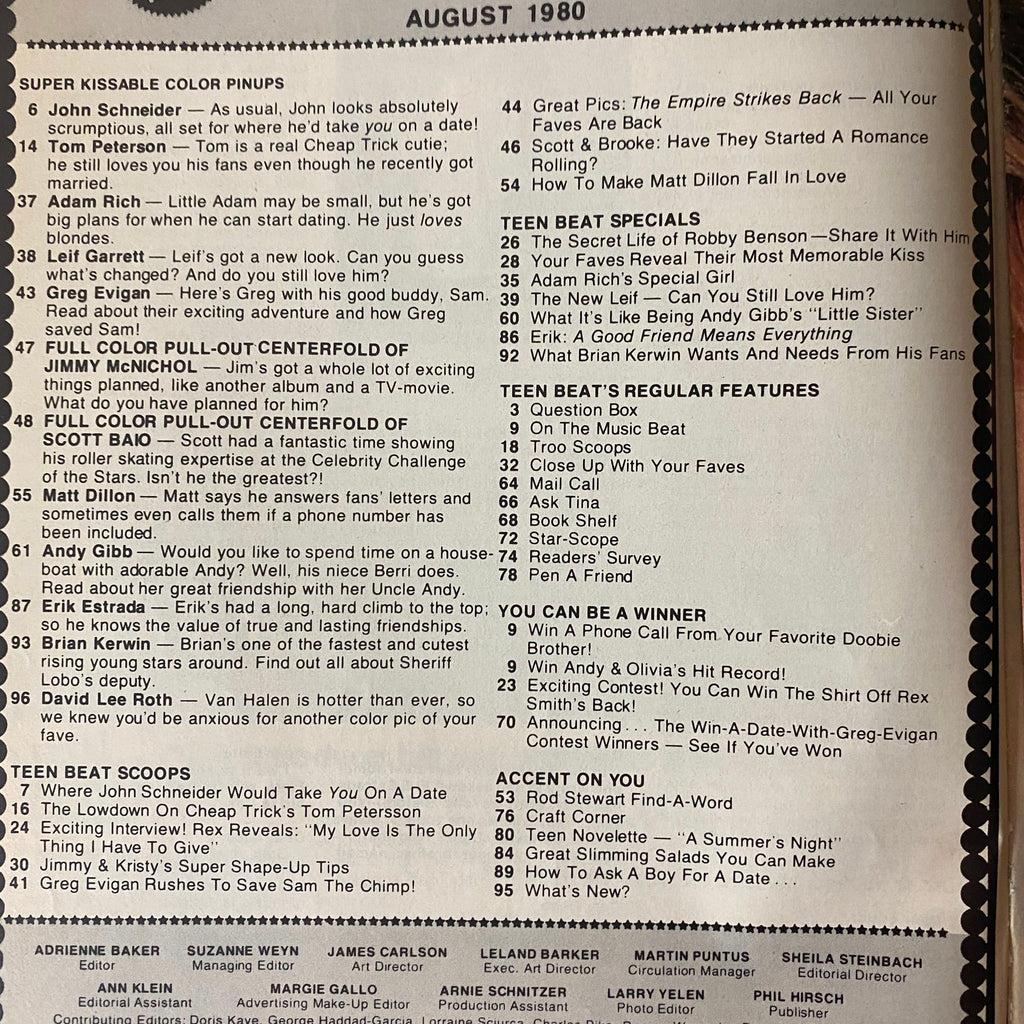 AUGUST 1980
SUPER KISSABLE COLOR PINUPS
6 John Schneider — As usual, John looks absolutely
scrumptious, all set for where he'd take you on a date!
14 Tom Peterson — Tom is a real Cheap Trick cutie;
he still loves you his fans even though he recently got
married.
37 Adam Rich — Little Adam may be small, but he's got
big plans for when he can start dating. He just loves
blondes.
38 Leif Garrett — Leif's got a new look. Can you guess
what's changed? And do you still love him?
43 Greg Evigan — Here's Greg with his good buddy, Sam.
Read about their exciting adventure and how Greg
saved Sam!
47 FULL COLOR PULL-OUT CENTERFOLD OF
JIMMY McNICHOL — Jim's got a whole lot of exciting
things planned, like another album and a TV-movie.
What do you have planned for him?
48 FULL COLOR PULL-OUT CENTERFOLD OF
SCOTT BAIO — Scott had a fantastic time showing
his roller skating expertise at the Celebrity Challenge
of the Stars. Isn't he the greatest?!
55 Matt Dillon — Matt says he answers fans' letters and
sometimes even calls them if a phone number has
been included.
61 Andy Gibb — Would you like to spend time on a house-
boat with adorable Andy? Well, his niece Berri does.
Read about her great friendship with her Uncle Andy.
87 Erik Estrada — Erik's had a long, hard climb to the top;
so he knows the value of true and lasting friendships.
93 Brian Kerwin — Brian's one of the fastest and cutest
rising young stars around. Find out all about Sheriff
Lobo's deputy.
96 David Lee Roth — Van Halen is hotter than ever, so
we knew you'd be anxious for another color pic of your
fave.
TEEN BEAT SCOOPS
7 Where John Schneider Would Take You On A Date
16 The Lowdown On Cheap Trick's Tom Petersson
24 Exciting Interview! Rex Reveals: "My Love Is The Only
Thing I Have To Give"
30 Jimmy & Kristy's Super Shape-Up Tips
41 Greg Evigan Rushes To Save Sam The Chimp!
44 Great Pics: The Empire Strikes Back — All Your
Faves Are Back
46 Scott & Brooke: Have They Started A Romance
Rolling?
54 How To Make Matt Dillon Fall In Love
TEEN BEAT SPECIALS
26 The Secret Life of Robby Benson — Share It With Him
28 Your Faves Reveal Their Most Memorable Kiss
35 Adam Rich's Special Girl
39 The New Leif — Can You Still Love Him?
60 What It's Like Being Andy Gibb's "Little Sister"
86 Erik: A Good Friend Means Everything
92 What Brian Kerwin Wants And Needs From His Fans
TEEN BEAT'S REGULAR FEATURES
3 Question Box
9 On The Music Beat
18 Troo Scoops
32 Close Up With Your Faves
64 Mail Call
66 Ask Tina
68 Book Shelf
72 Star-Scope
74 Readers' Survey
78 Pen A Friend
YOU CAN BE A WINNER
9 Win A Phone Call From Your Favorite Doobie
Brother!
9 Win Andy & Olivia's Hit Record!
23 Exciting Contest! You Can Win The Shirt Off Rex
Smith's Back!
70 Announcing . . . The Win-A-Date-With-Greg-Evigan
Contest Winners — See If You've Won
ACCENT ON YOU
53 Rod Stewart Find-A-Word
76 Craft Corner
80 Teen Novelette — "A Summer's Night"
84 Great Slimming Salads You Can Make
89 How To Ask A Boy For A Date . . .
95 What's New?
ADRIENNE BAKER SUZANNE WEYN JAMES CARLSON LELAND BARKER MARTIN PUNTUS SHEILA STEINBACH
Editor Managing Editor Art Director Exec. Art Director Circulation Manager Editorial Director
ANN KLEIN MARGIE GALLO ARNIE SCHNITZER LARRY YELEN PHIL HIRSCH
Editorial Assistant Advertising Make-Up Editor Production Assistant Photo Editor Publisher
Contributing Editors: Doris Kaye, George Haddad-Garcia, Lorraine